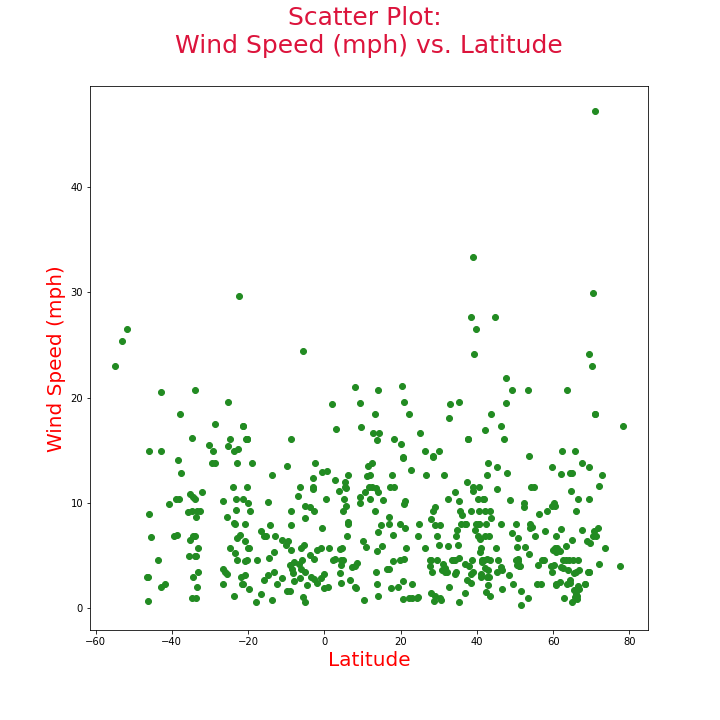 Scatter Plot:
Wind Speed (mph) vs. Latitude
Wind Speed (mph)
40
30
20
10
0
−60 −40 −20 0 20 40 60 80
Latitude